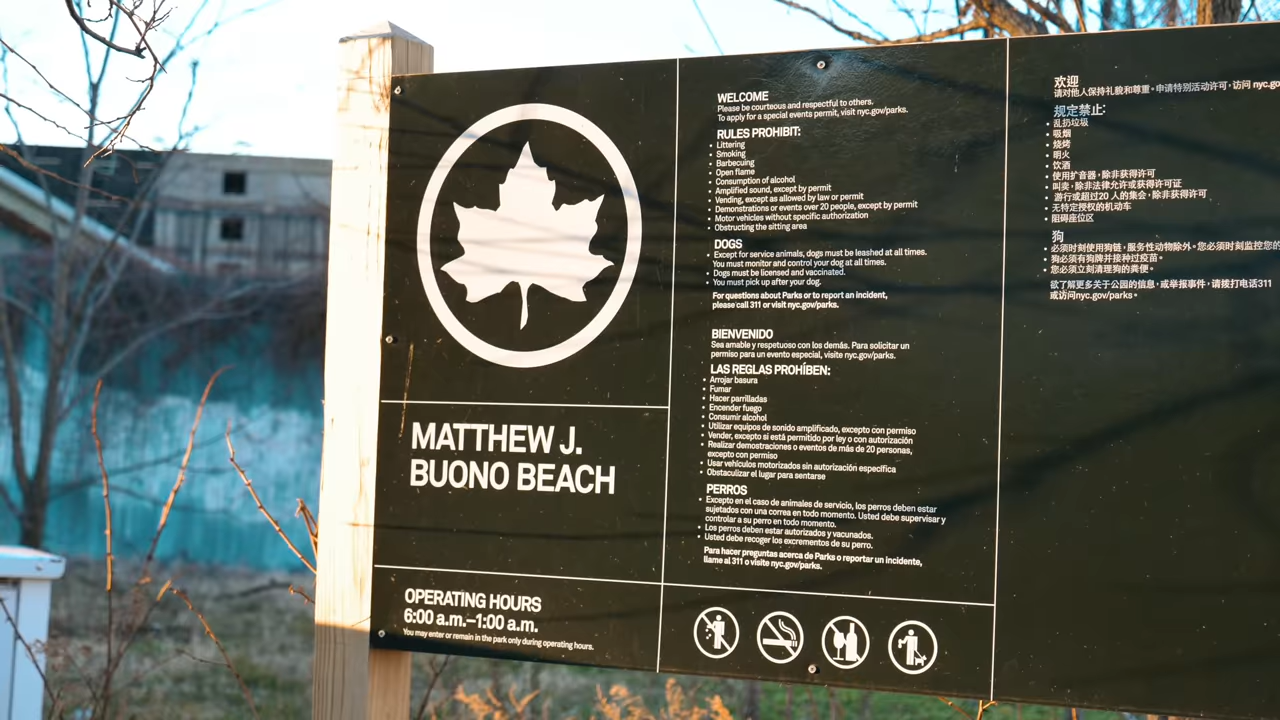 MATTHEW J.
BUONO BEACH
OPERATING HOURS
6:00 a.m.–1:00 a.m.
You may enter or remain in the park only during operating hours.
WELCOME
Please be courteous and respectful to others.
To apply for a special events permit, visit nyc.gov/parks.
RULES PROHIBIT:
• Littering
• Smoking
• Barbecuing
• Open flame
• Consumption of alcohol
• Amplified sound, except by permit
• Vending, except as allowed by law or permit
• Demonstrations or events over 20 people, except by permit
• Motor vehicles without specific authorization
• Obstructing the sitting area
DOGS
• Except for service animals, dogs must be leashed at all times.
You must monitor and control your dog at all times.
• Dogs must be licensed and vaccinated.
• You must pick up after your dog.
For questions about Parks or to report an incident,
please call 311 or visit nyc.gov/parks.
BIENVENIDO
Sea amable y respetuoso con los demás. Para solicitar un
permiso para un evento especial, visite nyc.gov/parks.
LAS REGLAS PROHÍBEN:
• Arrojar basura
• Fumar
• Hacer parrilladas
• Encender fuego
• Consumir alcohol
• Utilizar equipos de sonido amplificado, excepto con permiso
• Vender, excepto si está permitido por ley o con autorización
• Realizar demostraciones o eventos de más de 20 personas,
excepto con permiso
• Usar vehículos motorizados sin autorización específica
• Obstaculizar el lugar para sentarse
PERROS
• Excepto en el caso de animales de servicio, los perros deben estar
sujetados con una correa en todo momento. Usted debe supervisar y
controlar a su perro en todo momento.
• Los perros deben estar autorizados y vacunados.
• Usted debe recoger los excrementos de su perro.
Para hacer preguntas acerca de Parks o reportar un incidente,
llame al 311 o visite nyc.gov/parks.
欢迎
请对他人保持礼貌和尊重。申请特别活动许可，访问 nyc.go
规定禁止:
• 乱扔垃圾
• 吸烟
• 烧烤
• 明火
• 饮酒
• 使用扩音器，除非获得许可
• 叫卖，除非法律允许或获得许可证
• 游行或超过20 人的集会，除非获得许可
• 无特定授权的机动车
• 阻碍座位区
狗
• 必须时刻使用狗链，服务性动物除外。您必须时刻监控您的
• 狗必须有狗牌并接种过疫苗。
• 您必须立刻清理狗的粪便。
欲了解更多关于公园的信息，或举报事件，请拨打电话311
或访问nyc.gov/parks。